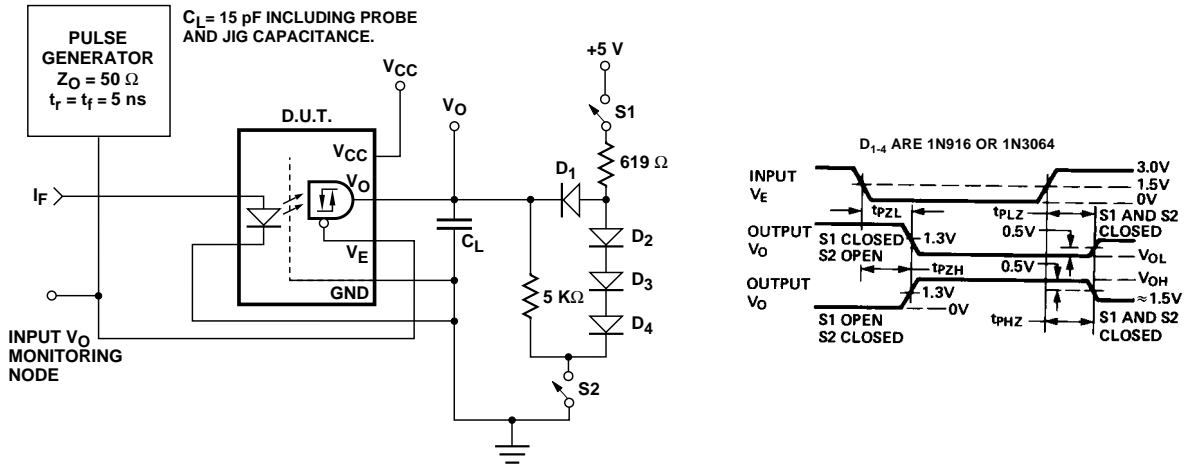 C_L= 15 pF INCLUDING PROBE
AND JIG CAPACITANCE.
PULSE
GENERATOR
Z_O = 50 Ω
t_r = t_f = 5 ns
V_CC
+5 V
V_O
S1
D.U.T.
V_CC
619 Ω
D_1
V_O
I_F
D_2
C_L
V_E
D_3
GND
5 KΩ
D_4
INPUT V_O
MONITORING
NODE
S2
D_1-4 ARE 1N916 OR 1N3064
INPUT
V_E
3.0V
1.5V
0V
t_PZL
t_PLZ
S1 AND S2
CLOSED
OUTPUT
V_O
S1 CLOSED
S2 OPEN
1.3V
0.5V
V_OL
t_PZH
0.5V
V_OH
OUTPUT
V_O
1.3V
≈1.5V
0V
S1 OPEN
S2 CLOSED
t_PHZ
S1 AND S2
CLOSED